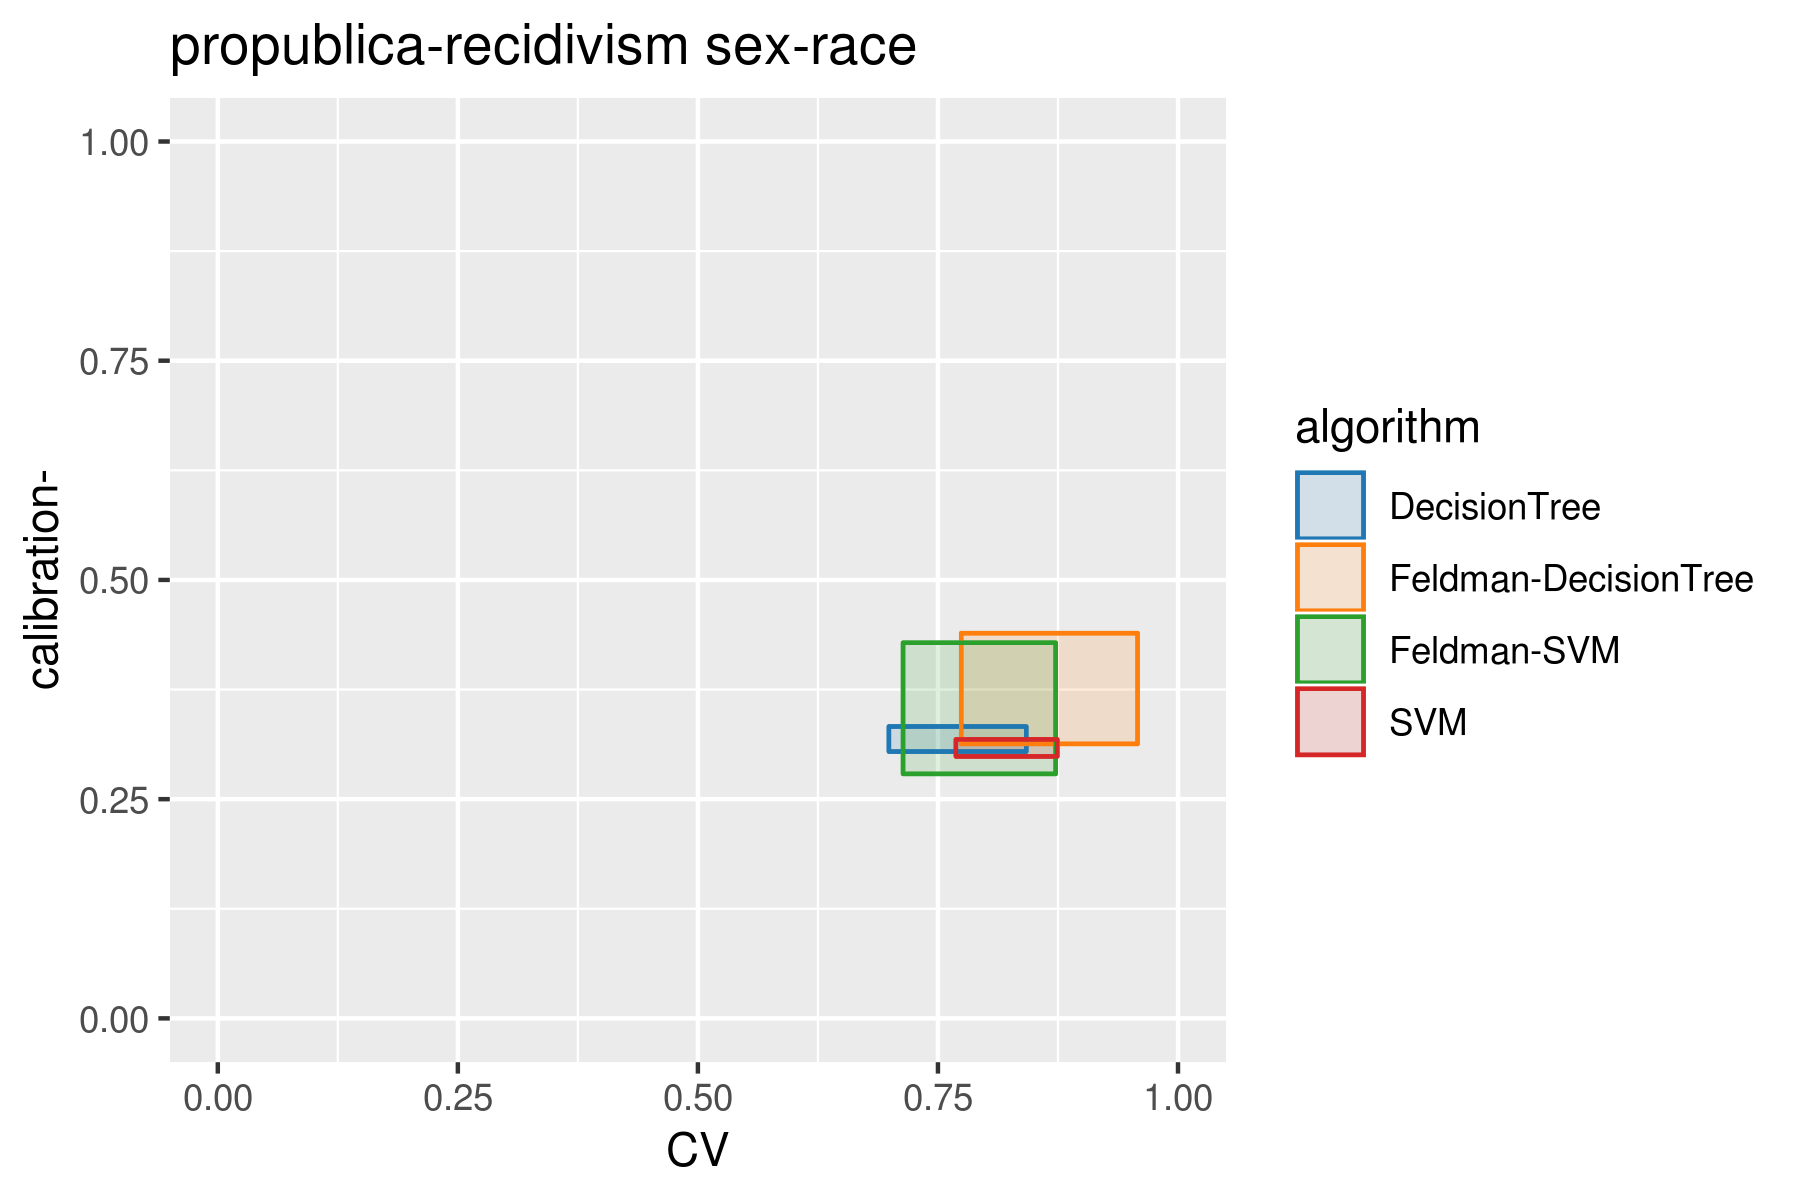 propublica-recidivism sex-race
1.00
0.75
0.50
0.25
0.00
calibration-
0.00 0.25 0.50 0.75 1.00
CV
algorithm
DecisionTree
Feldman-DecisionTree
Feldman-SVM
SVM